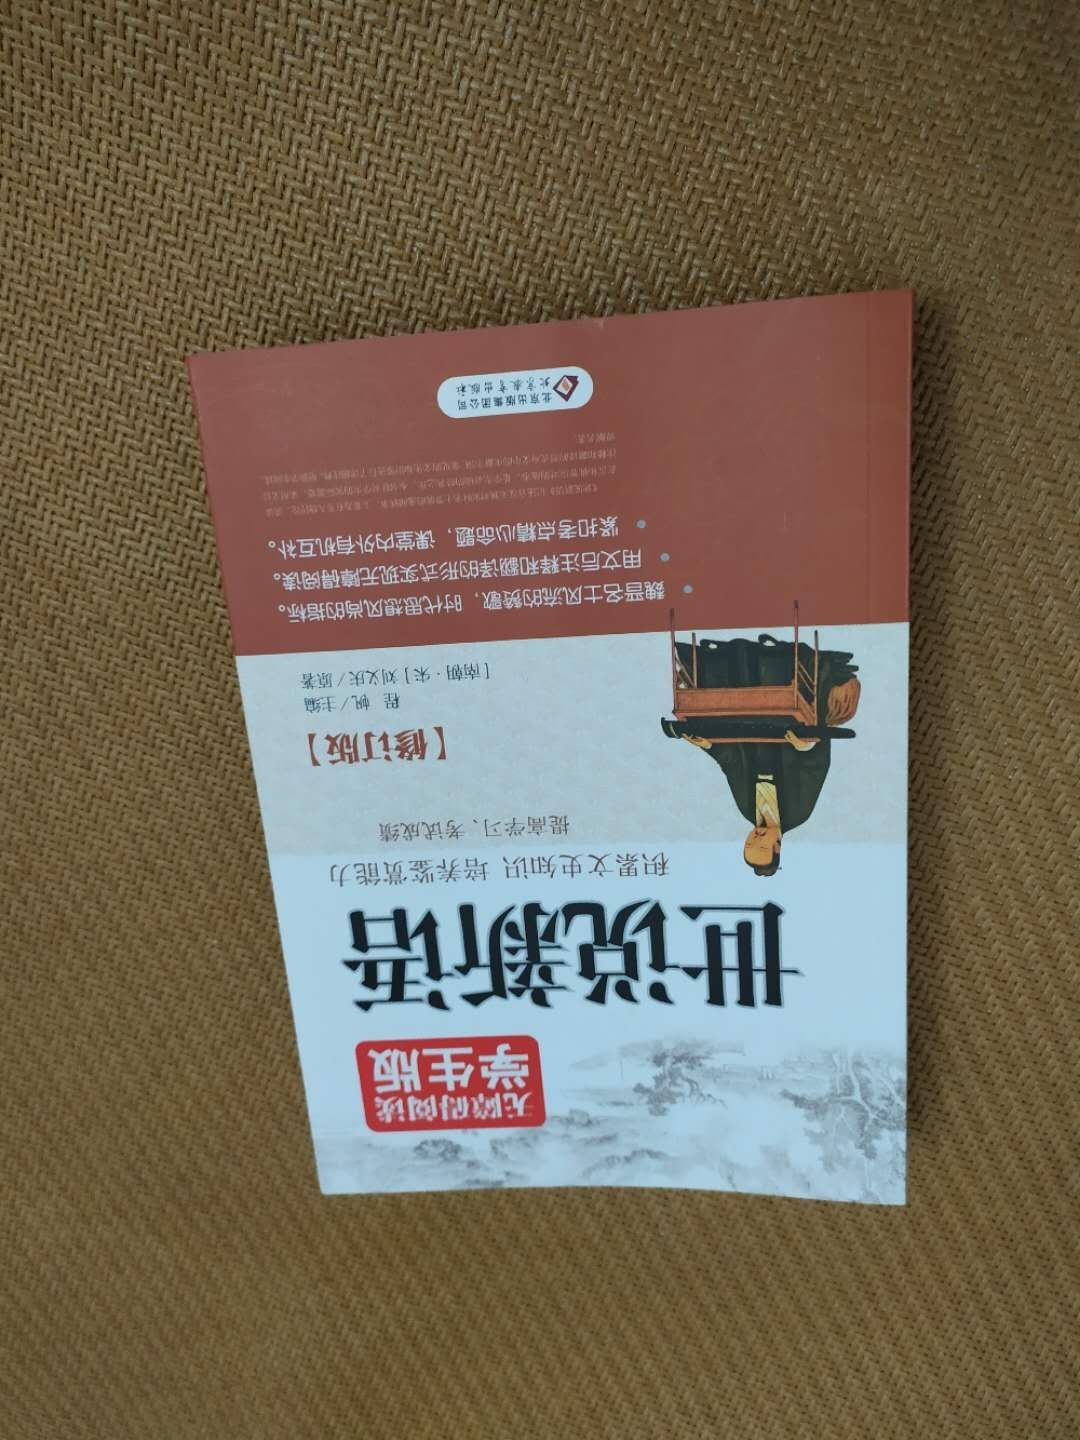 无障碍阅读
学生版
世说新语
积累文史知识 培养鉴赏能力
提高学习、考试成绩
【修订版】
程 帆／主编
[南朝·宋] 刘义庆／原著
魏晋名士风流的赞歌，时代思想风尚的指标。
用文后注释和翻译的形式实现无障碍阅读。
紧扣考点精心命题，课堂内外有机互补。
北京出版集团公司
北京教育出版社